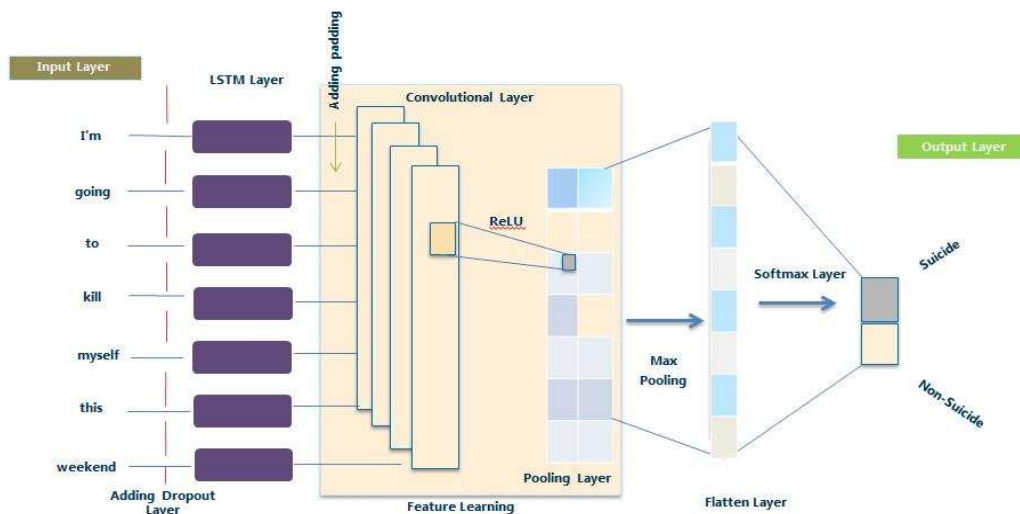 Input Layer
LSTM Layer
Adding padding
Convolutional Layer
I'm
going
to
kill
myself
this
weekend
Adding Dropout
Layer
ReLU
Pooling Layer
Feature Learning
Max
Pooling
Flatten Layer
Softmax Layer
Output Layer
Suicide
Non-Suicide